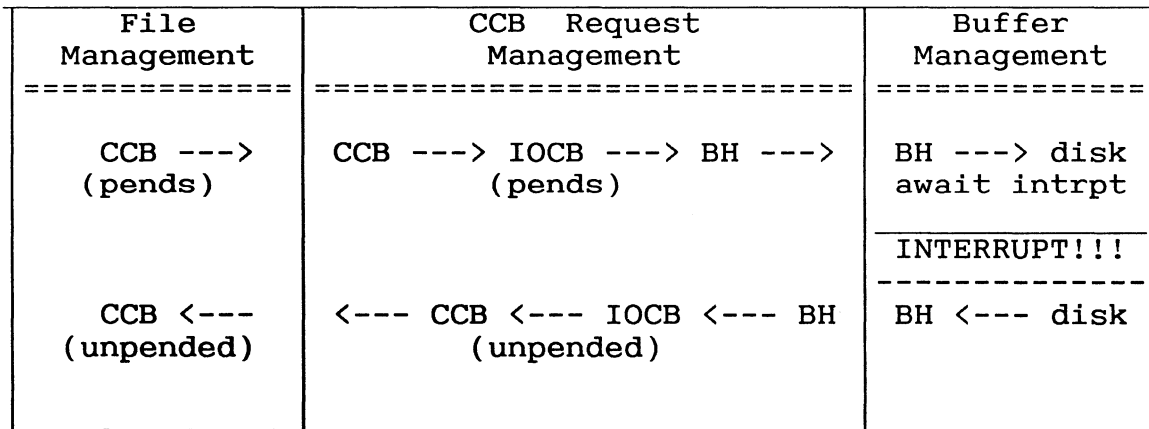 File | CCB Request | Buffer
Management | Management | Management
============== | ============================ | ==============
CCB ---> | CCB ---> IOCB ---> BH ---> | BH ---> disk
(pends) | (pends) | await intrpt
INTERRUPT!!!
--------------
CCB <--- | <--- CCB <--- IOCB <--- BH | BH <--- disk
(unpended) | (unpended)